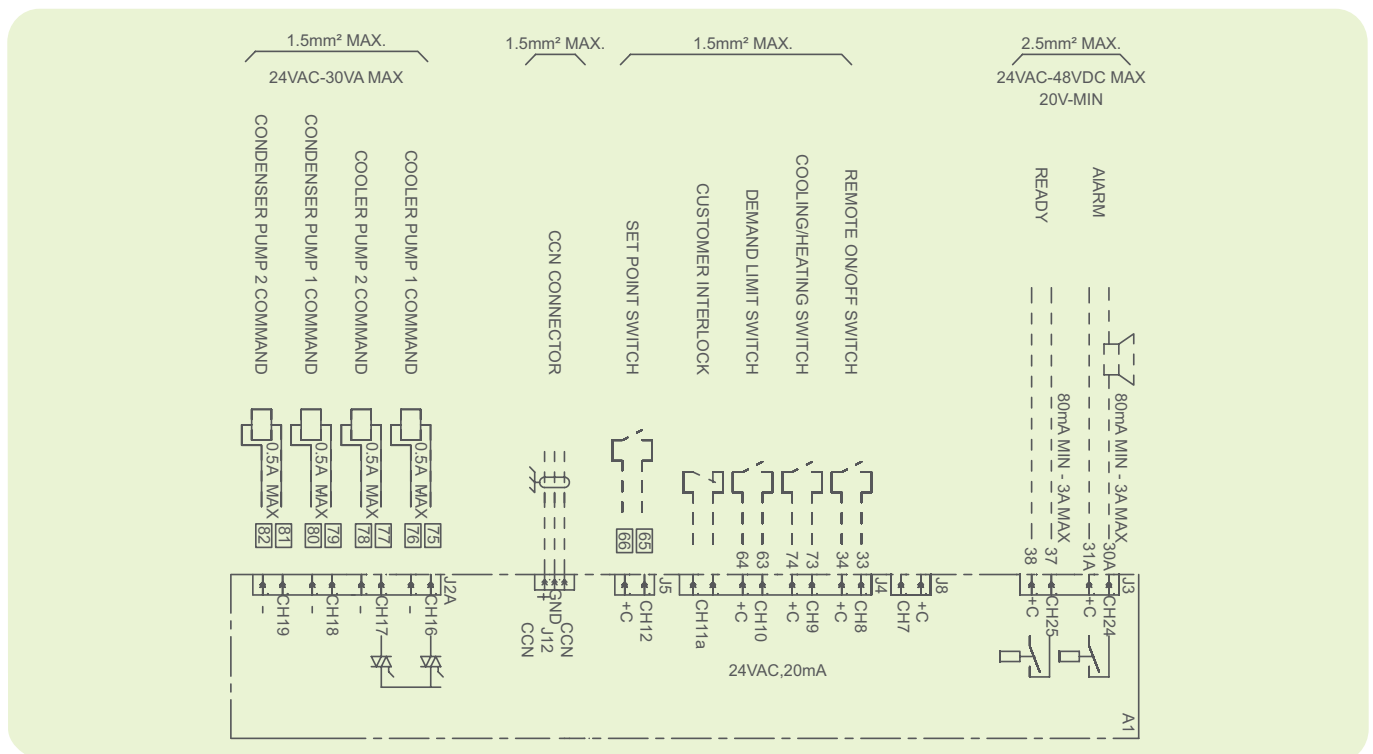 1.5mm² MAX.
1.5mm² MAX.
1.5mm² MAX.
2.5mm² MAX.
24VAC-30VA MAX
24VAC-48VDC MAX
20V-MIN
CONDENSER PUMP 2 COMMAND
CONDENSER PUMP 1 COMMAND
COOLER PUMP 2 COMMAND
COOLER PUMP 1 COMMAND
CCN CONNECTOR
SET POINT SWITCH
CUSTOMER INTERLOCK
DEMAND LIMIT SWITCH
COOLING/HEATING SWITCH
REMOTE ON/OFF SWITCH
READY
AlARM
0.5A MAX
0.5A MAX
0.5A MAX
0.5A MAX
80mA MIN - 3A MAX
80mA MIN - 3A MAX
82
81
80
79
78
77
76
75
66
65
64
63
74
73
34
33
38
37
31A
30A
J2A
J5
J4
J8
J3
-
CH19
-
CH18
-
CH17
-
CH16
+
GND
CCN
J12
CCN
+C
CH12
CH11a
+C
CH10
+C
CH9
+C
CH8
CH7
+C
+C
CH25
+C
CH24
24VAC,20mA
A1